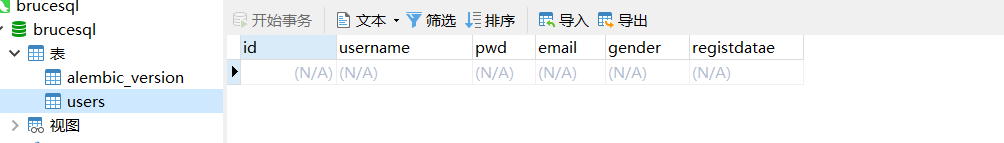 brucesql
brucesql
表
alembic_version
users
视图
开始事务 文本 筛选 排序 导入 导出
id username pwd email gender registdatae
(N/A) (N/A) (N/A) (N/A) (N/A) (N/A)